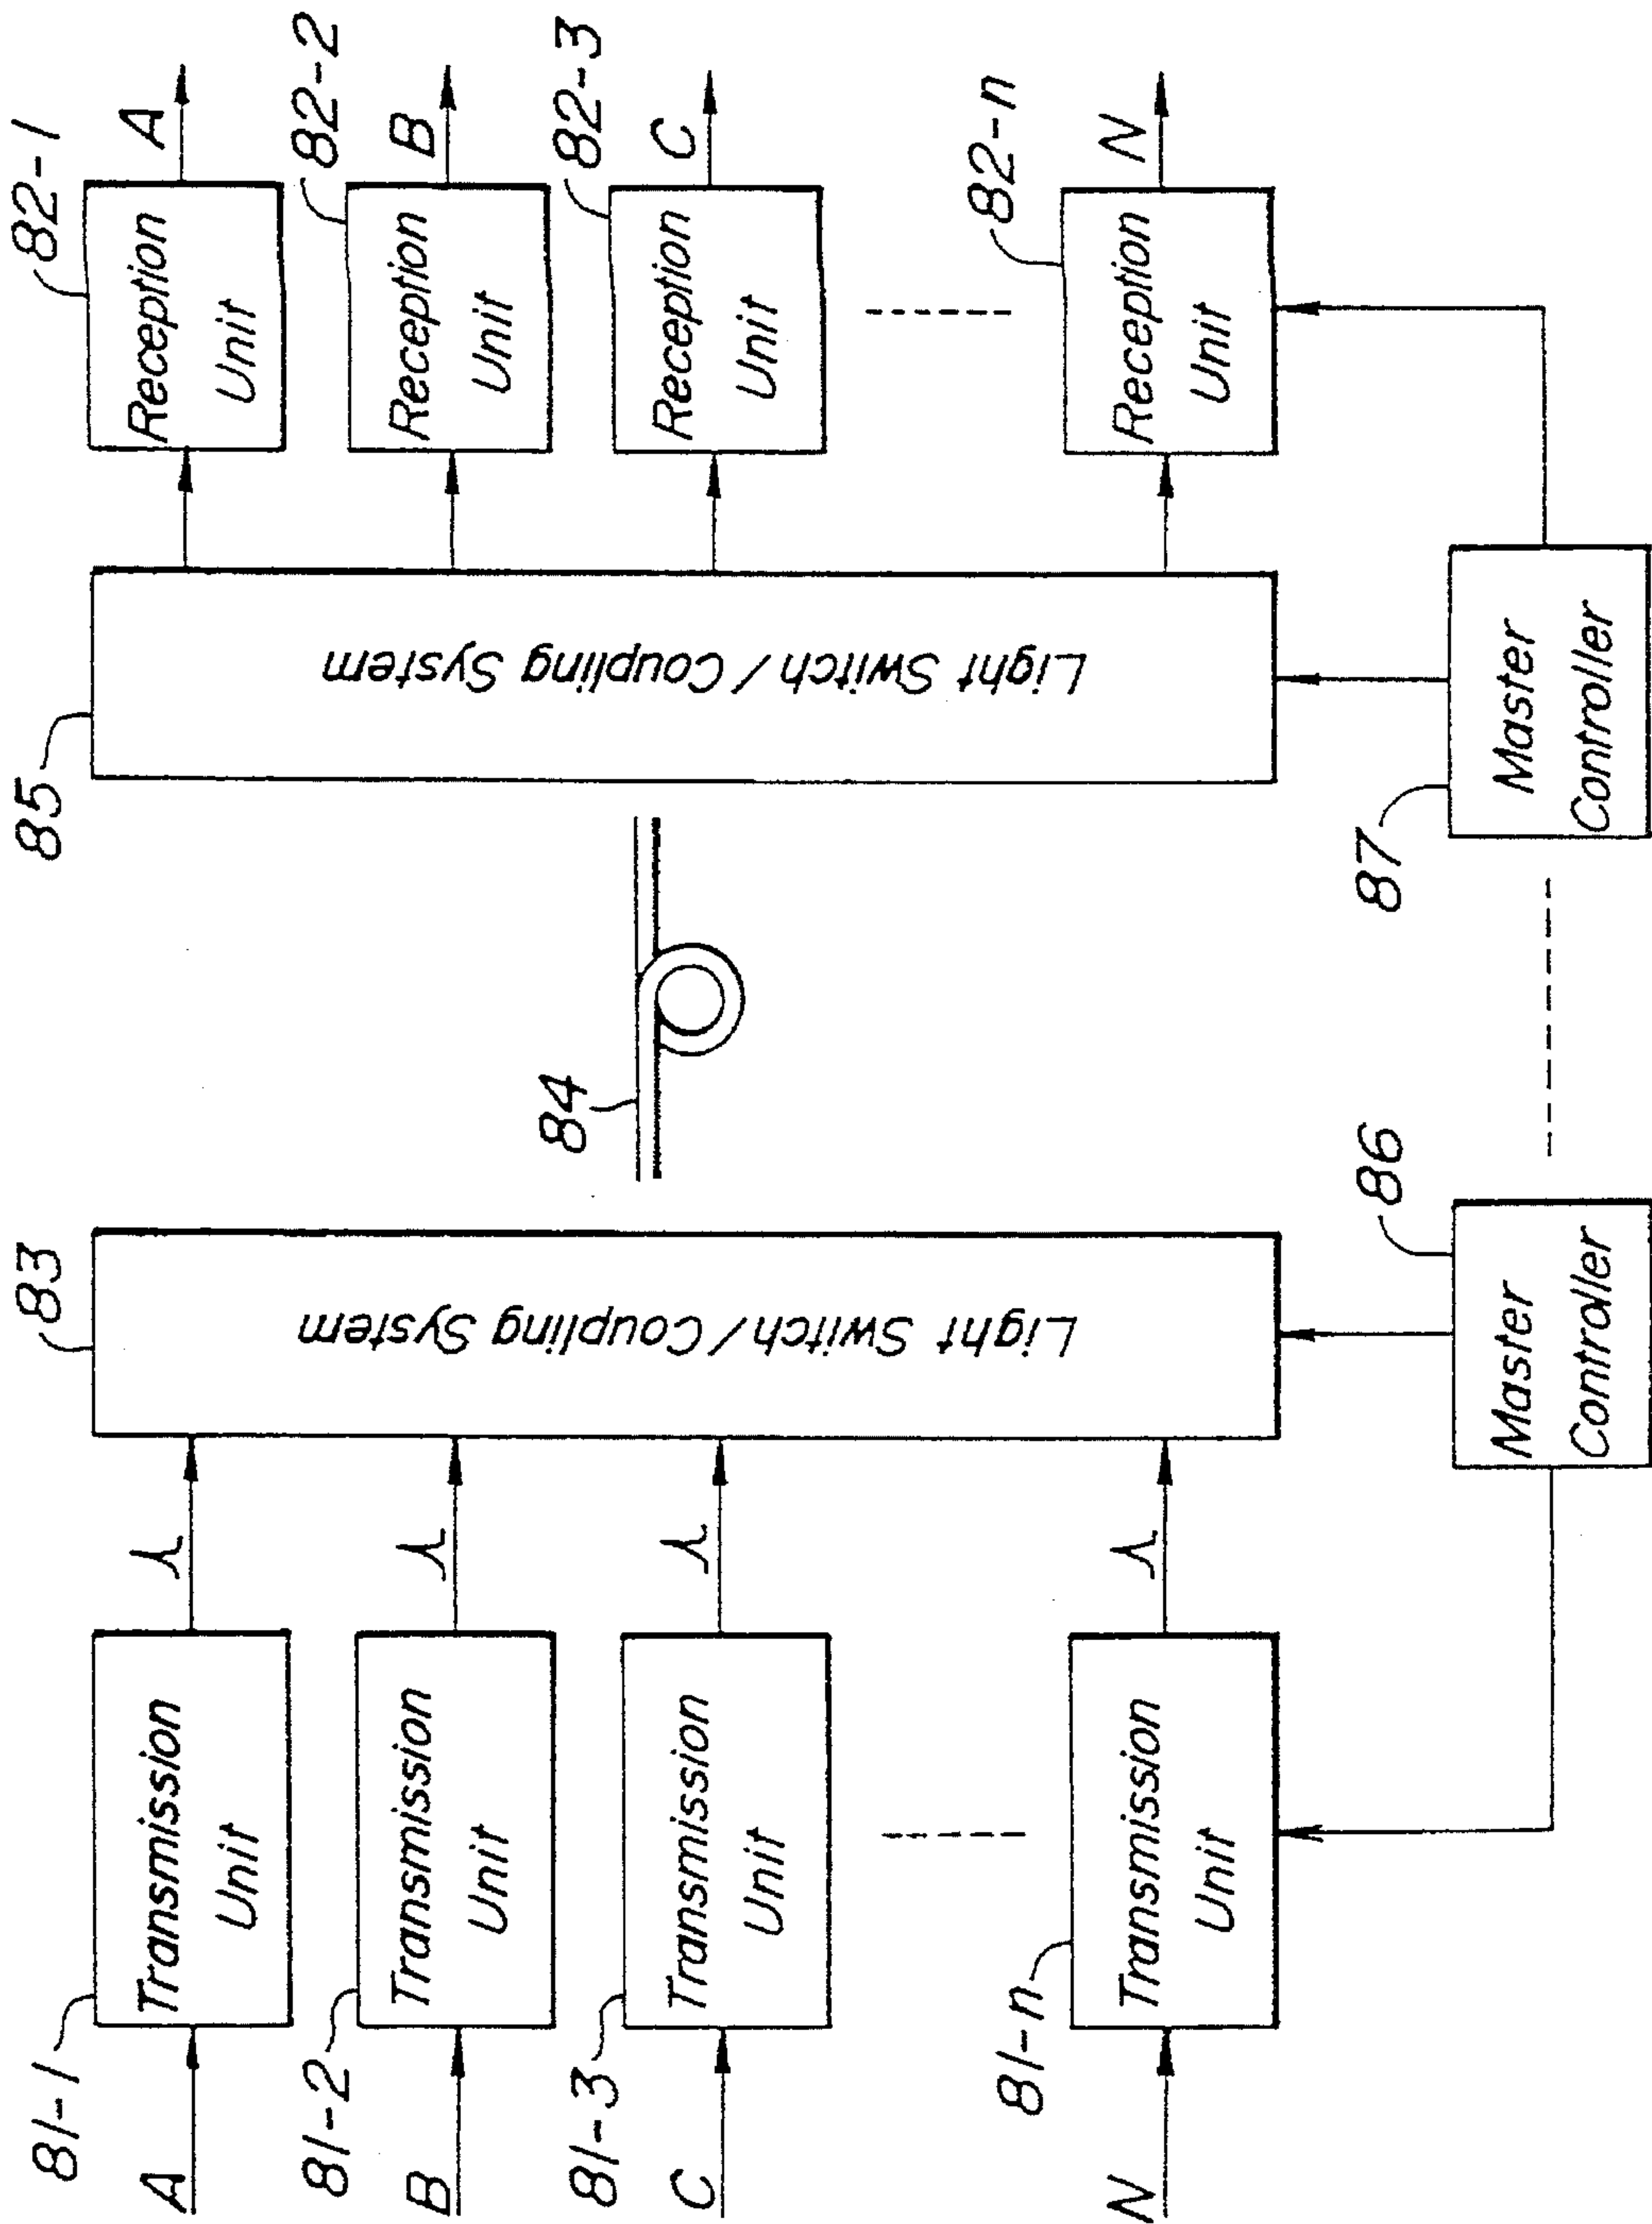 81-1
A
Transmission
Unit
λ
81-2
B
Transmission
Unit
λ
81-3
C
Transmission
Unit
λ
81-n
N
Transmission
Unit
λ
83
Light Switch/Coupling System
86
Master
Controller
84
85
Light Switch/Coupling System
87
Master
Controller
82-1
Reception
Unit
A
82-2
Reception
Unit
B
82-3
Reception
Unit
C
82-n
Reception
Unit
N